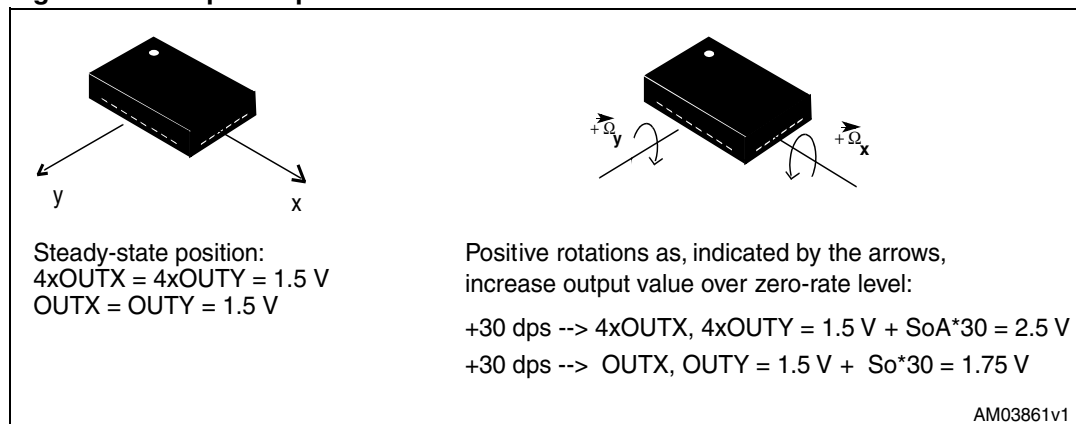 y
x
+Ω y
+Ω x
Steady-state position:
4xOUTX = 4xOUTY = 1.5 V
OUTX = OUTY = 1.5 V
Positive rotations as, indicated by the arrows,
increase output value over zero-rate level:
+30 dps --> 4xOUTX, 4xOUTY = 1.5 V + SoA*30 = 2.5 V
+30 dps --> OUTX, OUTY = 1.5 V + So*30 = 1.75 V
AM03861v1